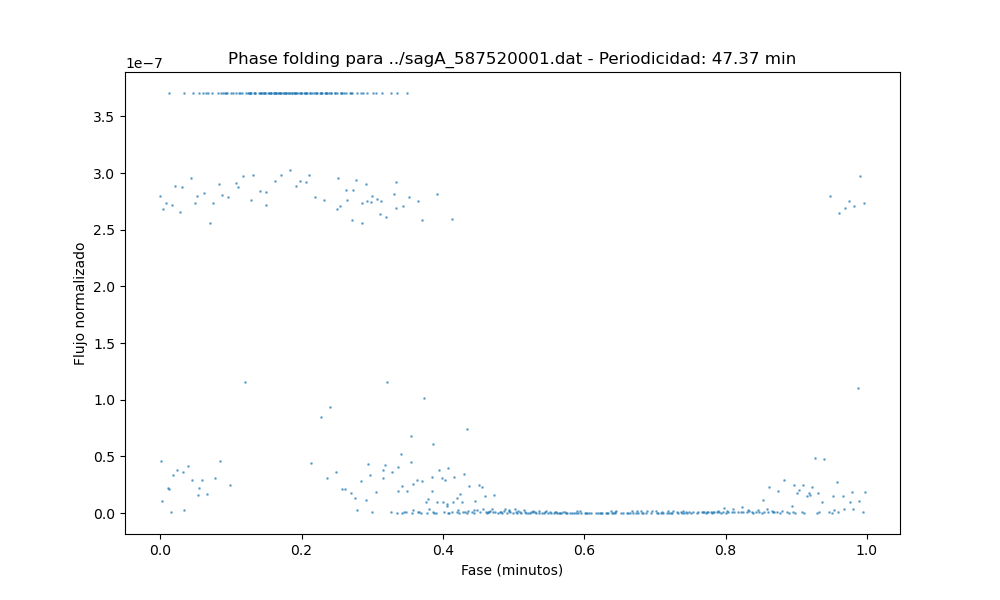 Phase folding para ../sagA_587520001.dat - Periodicidad: 47.37 min
1e−7
3.5
3.0
2.5
2.0
1.5
1.0
0.5
0.0
Flujo normalizado
0.0 0.2 0.4 0.6 0.8 1.0
Fase (minutos)